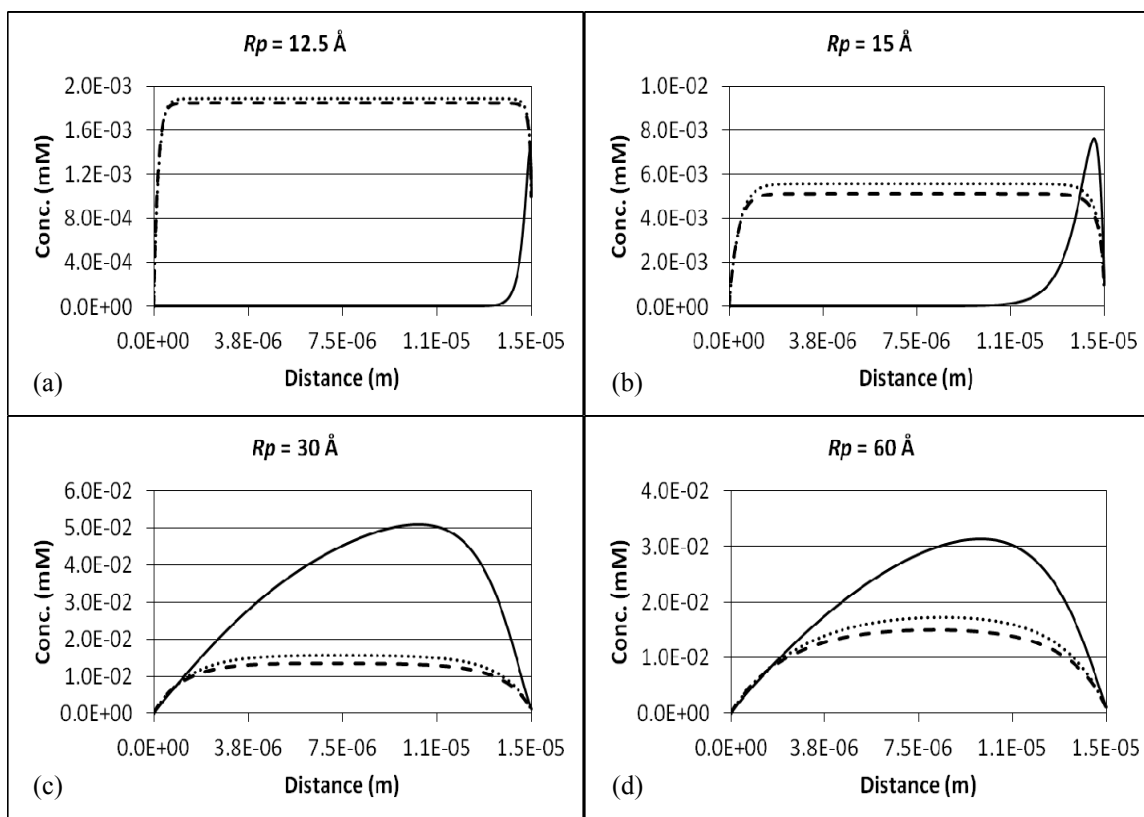 Rp = 12.5 Å
Conc. (mM)
2.0E-03
1.6E-03
1.2E-03
8.0E-04
4.0E-04
0.0E+00
0.0E+00 3.8E-06 7.5E-06 1.1E-05 1.5E-05
Distance (m)
(a)
Rp = 15 Å
Conc. (mM)
1.0E-02
8.0E-03
6.0E-03
4.0E-03
2.0E-03
0.0E+00
0.0E+00 3.8E-06 7.5E-06 1.1E-05 1.5E-05
Distance (m)
(b)
Rp = 30 Å
Conc. (mM)
6.0E-02
5.0E-02
4.0E-02
3.0E-02
2.0E-02
1.0E-02
0.0E+00
0.0E+00 3.8E-06 7.5E-06 1.1E-05 1.5E-05
Distance (m)
(c)
Rp = 60 Å
Conc. (mM)
4.0E-02
3.0E-02
2.0E-02
1.0E-02
0.0E+00
0.0E+00 3.8E-06 7.5E-06 1.1E-05 1.5E-05
Distance (m)
(d)